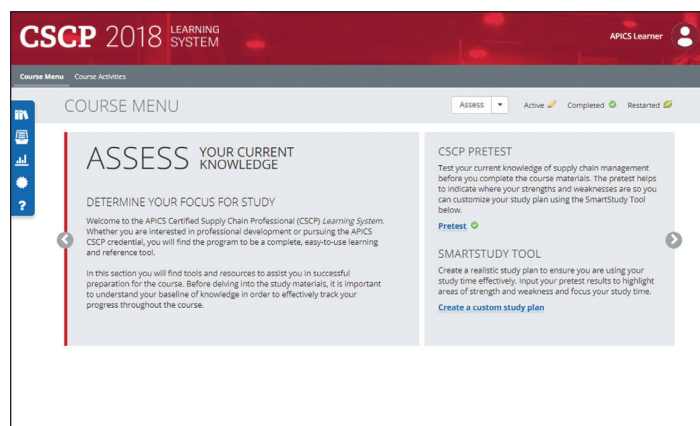 CSCP 2018 LEARNING SYSTEM
APICS Learner
Course Menu Course Activities
COURSE MENU
Assess
Active
Completed
Restarted
ASSESS YOUR CURRENT KNOWLEDGE
DETERMINE YOUR FOCUS FOR STUDY
Welcome to the APICS Certified Supply Chain Professional (CSCP) Learning System.
Whether you are interested in professional development or pursuing the APICS
CSCP credential, you will find the program to be a complete, easy-to-use learning
and reference tool.
In this section you will find tools and resources to assist you in successful
preparation for the course. Before delving into the study materials, it is important
to understand your baseline of knowledge in order to effectively track your
progress throughout the course.
CSCP PRETEST
Test your current knowledge of supply chain management
before you complete the course materials. The pretest helps
to indicate where your strengths and weaknesses are so you
can customize your study plan using the SmartStudy Tool
below.
Pretest
SMARTSTUDY TOOL
Create a realistic study plan to ensure you are using your
study time effectively. Input your pretest results to highlight
areas of strength and weakness and focus your study time.
Create a custom study plan
?